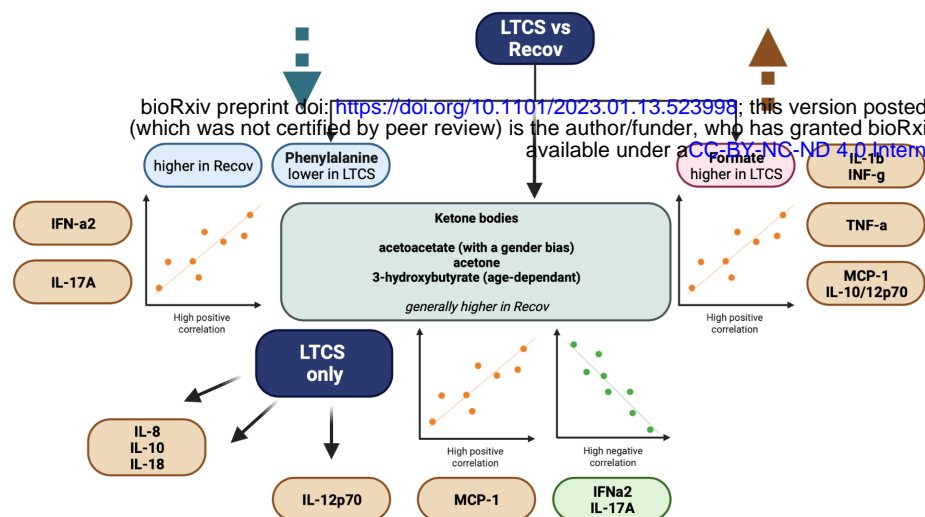 LTCS vs
Recov
bioRxiv preprint doi: https://doi.org/10.1101/2023.01.13.523998; this version posted
(which was not certified by peer review) is the author/funder, who has granted bioRxi
available under aCC-BY-NC-ND 4.0 Intern
higher in Recov
Phenylalanine
lower in LTCS
Formate
higher in LTCS
IL-1b
INF-g
IFN-a2
IL-17A
TNF-a
MCP-1
IL-10/12p70
Ketone bodies
acetoacetate (with a gender bias)
acetone
3-hydroxybutyrate (age-dependant)
generally higher in Recov
High positive
correlation
High positive
correlation
LTCS
only
IL-8
IL-10
IL-18
High positive
correlation
High negative
correlation
IL-12p70
MCP-1
IFNa2
IL-17A